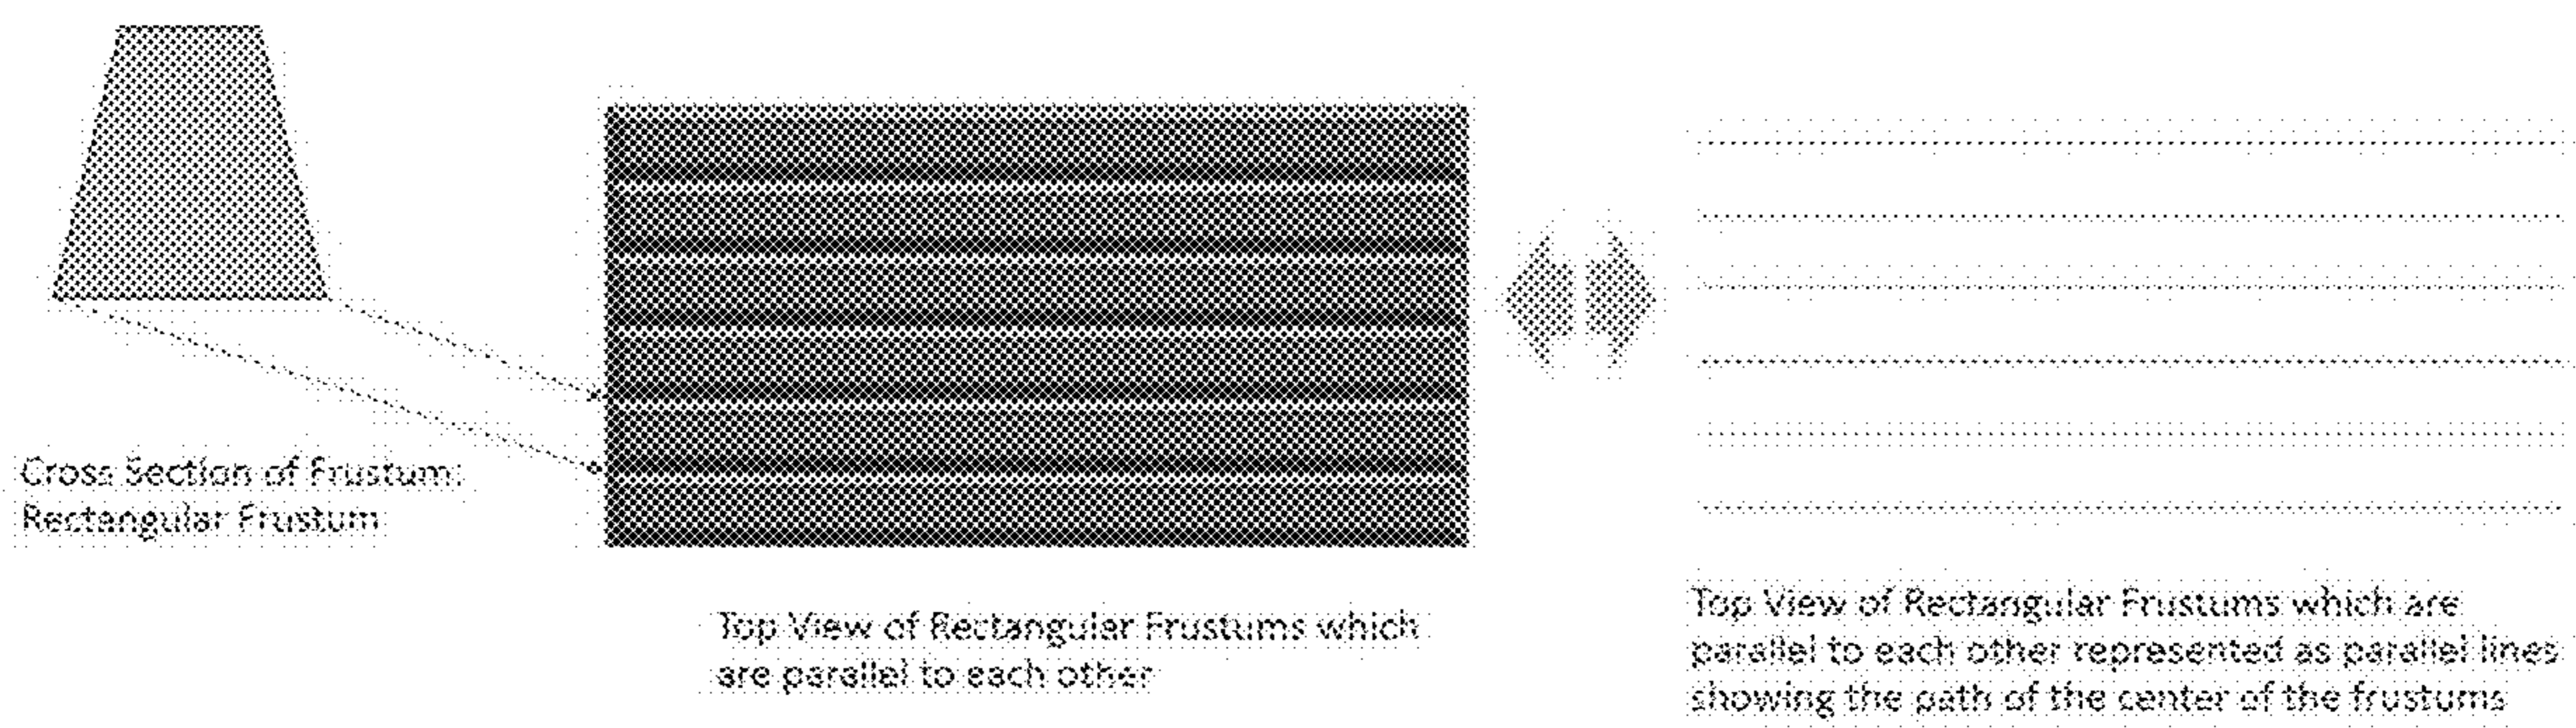 Cross Section of Frustum:
Rectangular Frustum
Top View of Rectangular Frustums which
are parallel to each other
Top View of Rectangular Frustums which are
parallel to each other represented as parallel lines
showing the path of the center of the frustums